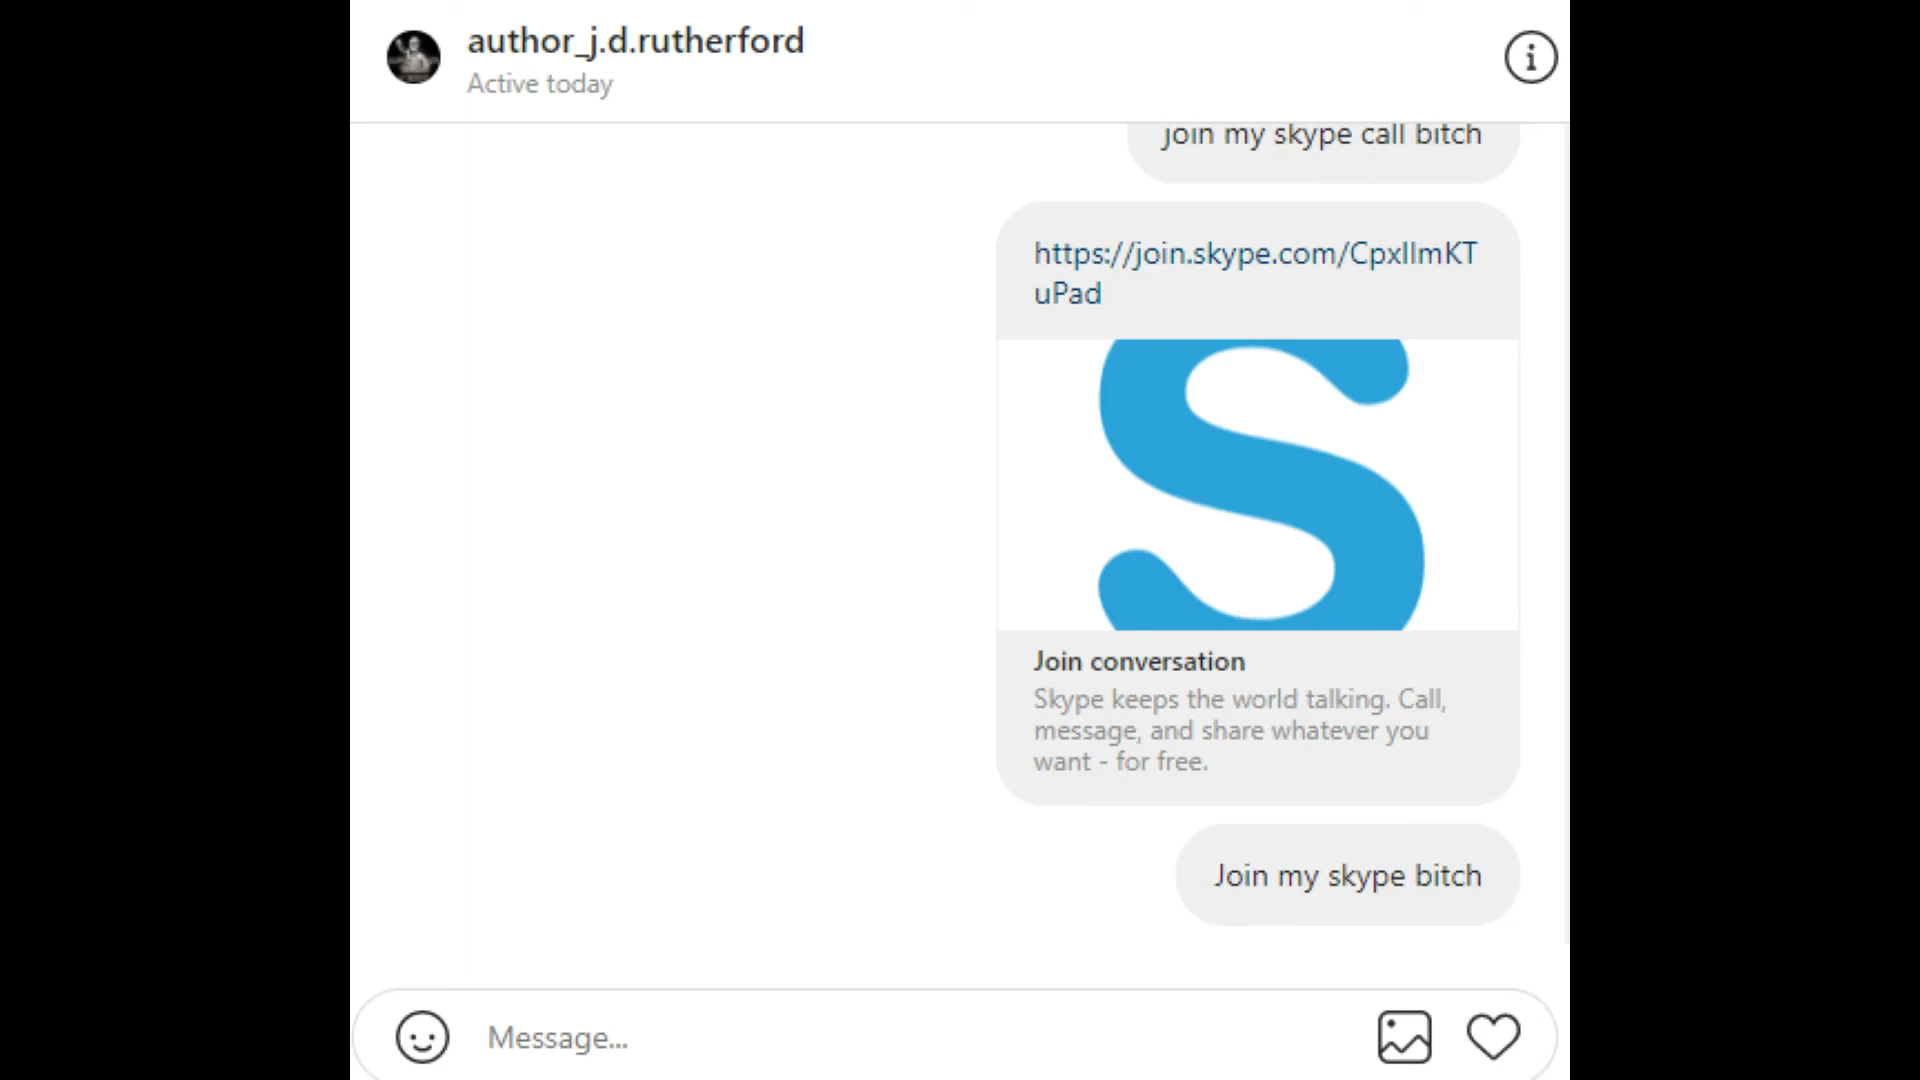 author_j.d.rutherford
Active today
join my skype call bitch
https://join.skype.com/CpxIImKT
uPad
S
Join conversation
Skype keeps the world talking. Call,
message, and share whatever you
want - for free.
Join my skype bitch
Message...